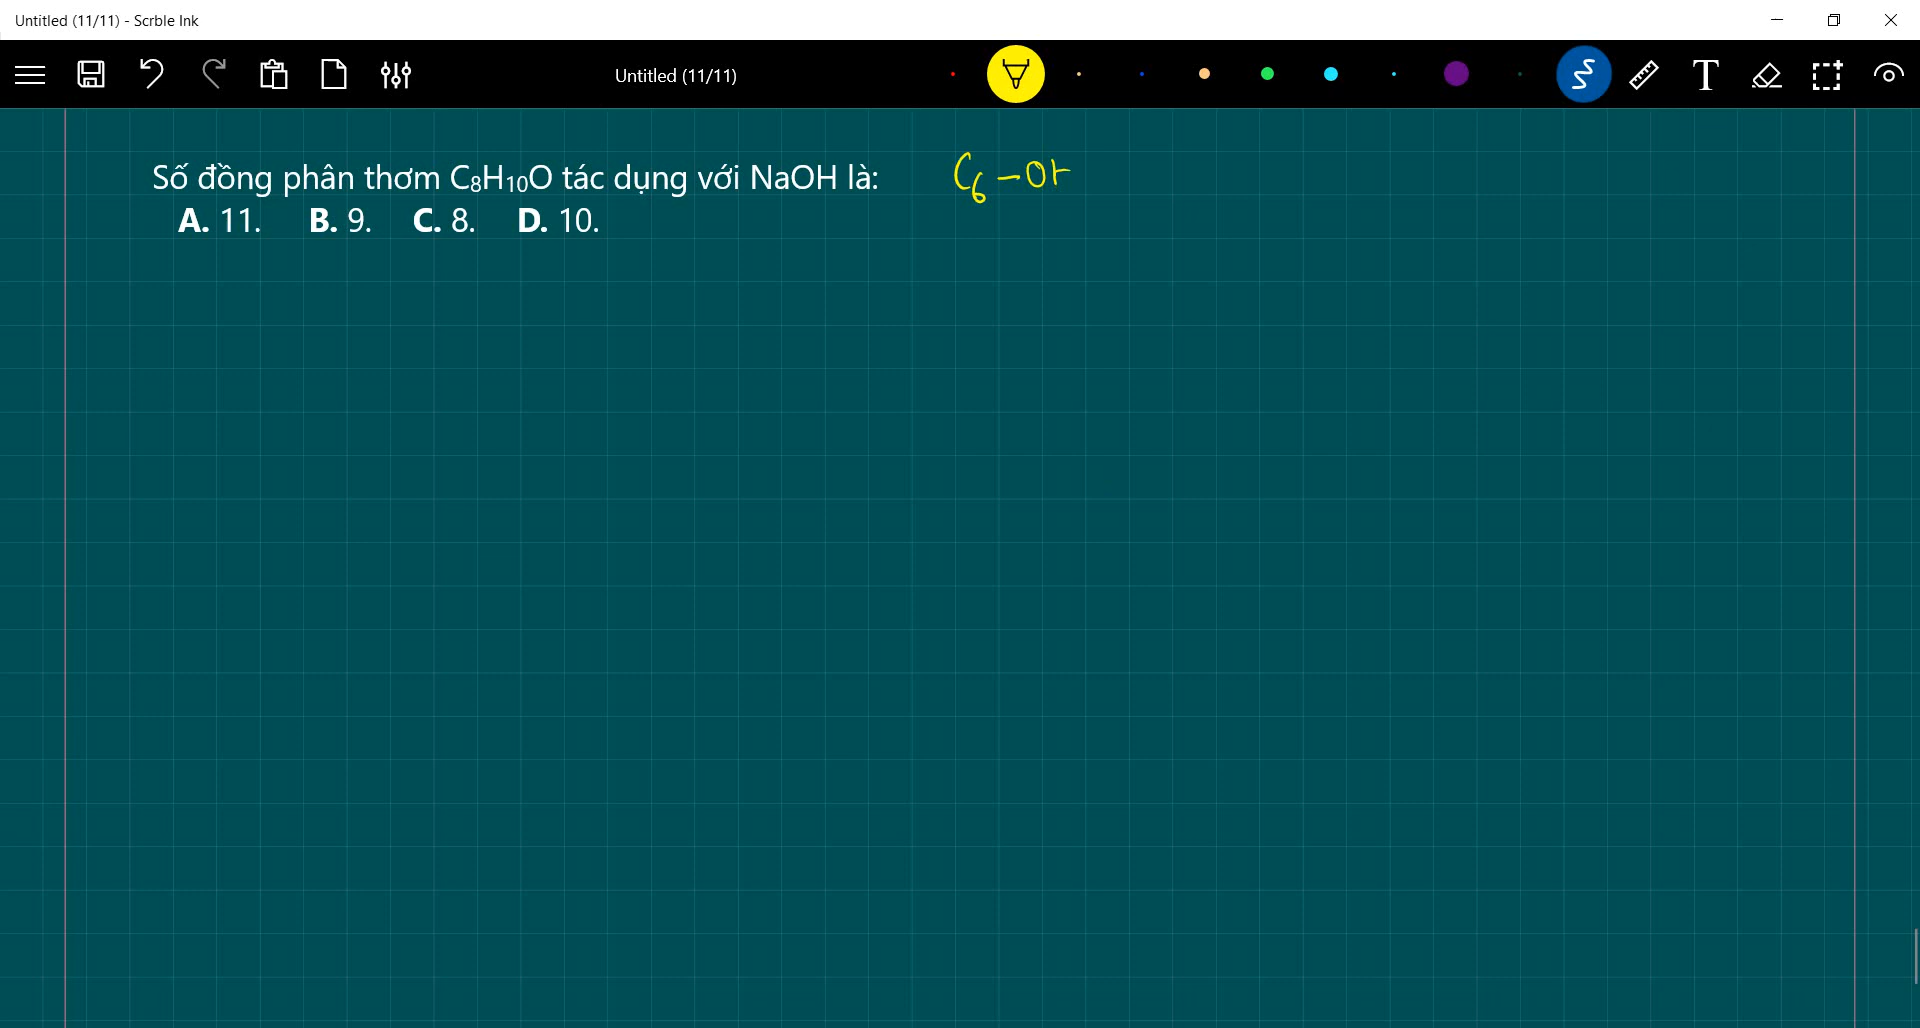 Untitled (11/11) - Scrble Ink
Untitled (11/11)
T
Số đồng phân thơm C₈H₁₀O tác dụng với NaOH là:
C₆ – OH
A. 11. B. 9. C. 8. D. 10.